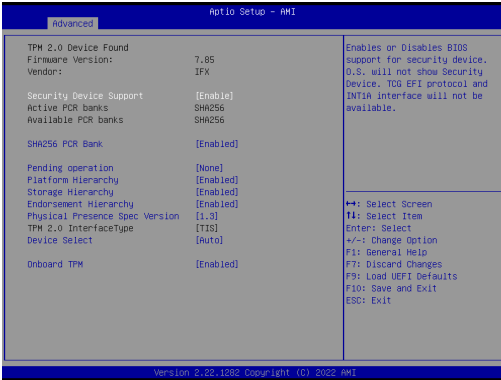 Aptio Setup - AMI
Advanced
TPM 2.0 Device Found
Firmware Version: 7.85
Vendor: IFX
Security Device Support [Enable]
Active PCR banks SHA256
Available PCR banks SHA256
SHA256 PCR Bank [Enabled]
Pending operation [None]
Platform Hierarchy [Enabled]
Storage Hierarchy [Enabled]
Endorsement Hierarchy [Enabled]
Physical Presence Spec Version [1.3]
TPM 2.0 InterfaceType [TIS]
Device Select [Auto]
Onboard TPM [Enabled]
Enables or Disables BIOS
support for security device.
O.S. will not show Security
Device. TCG EFI protocol and
INT1A interface will not be
available.
↔: Select Screen
↑↓: Select Item
Enter: Select
+/-: Change Option
F1: General Help
F7: Discard Changes
F9: Load UEFI Defaults
F10: Save and Exit
ESC: Exit
Version 2.22.1282 Copyright (C) 2022 AMI